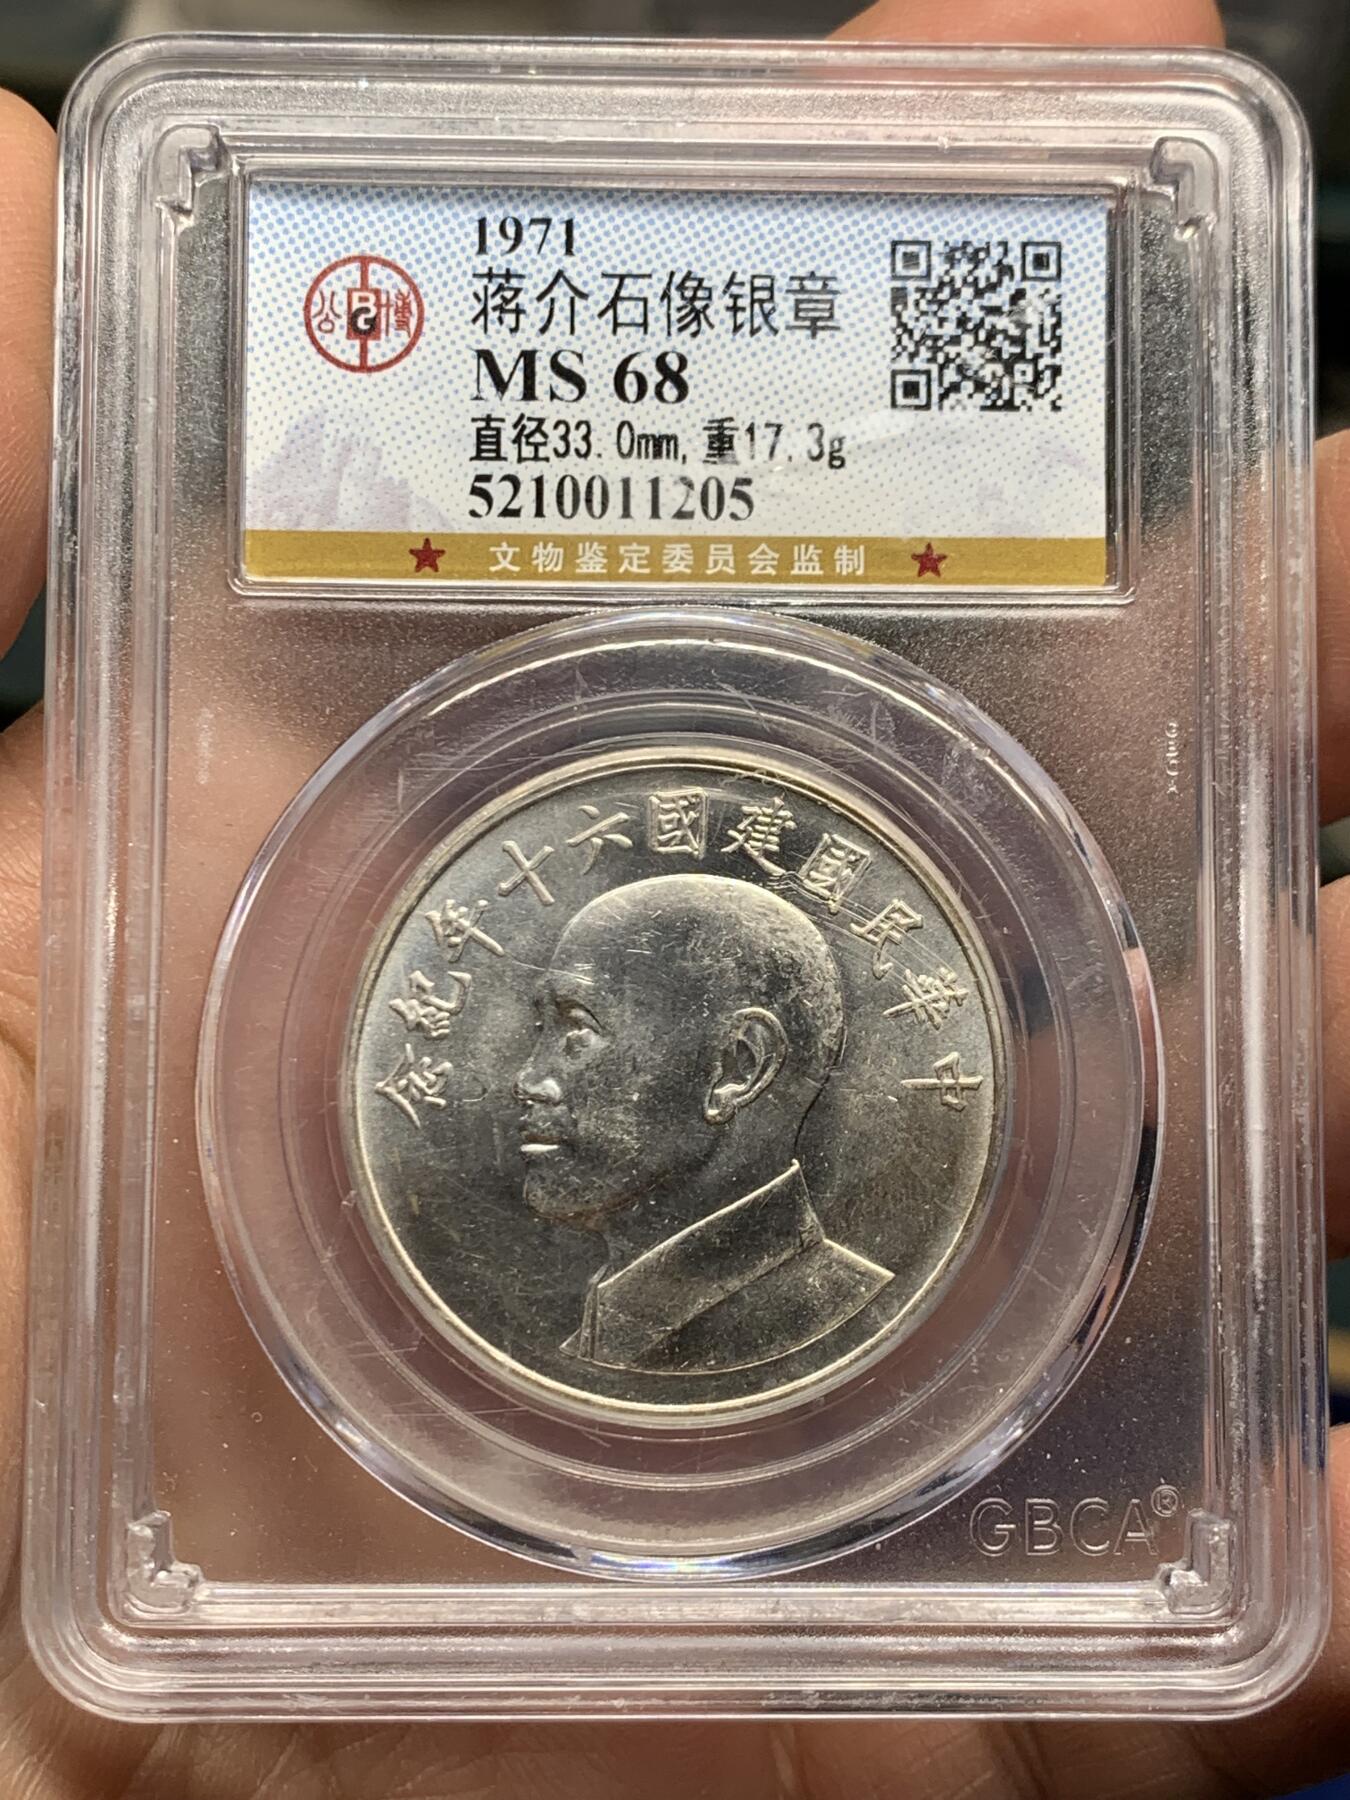 1971
蒋介石像银章
MS 68
直径33.0mm,重17.3g
5210011205
公博
文物鉴定委员会监制
中華民國建國六十年紀念
GBCA®